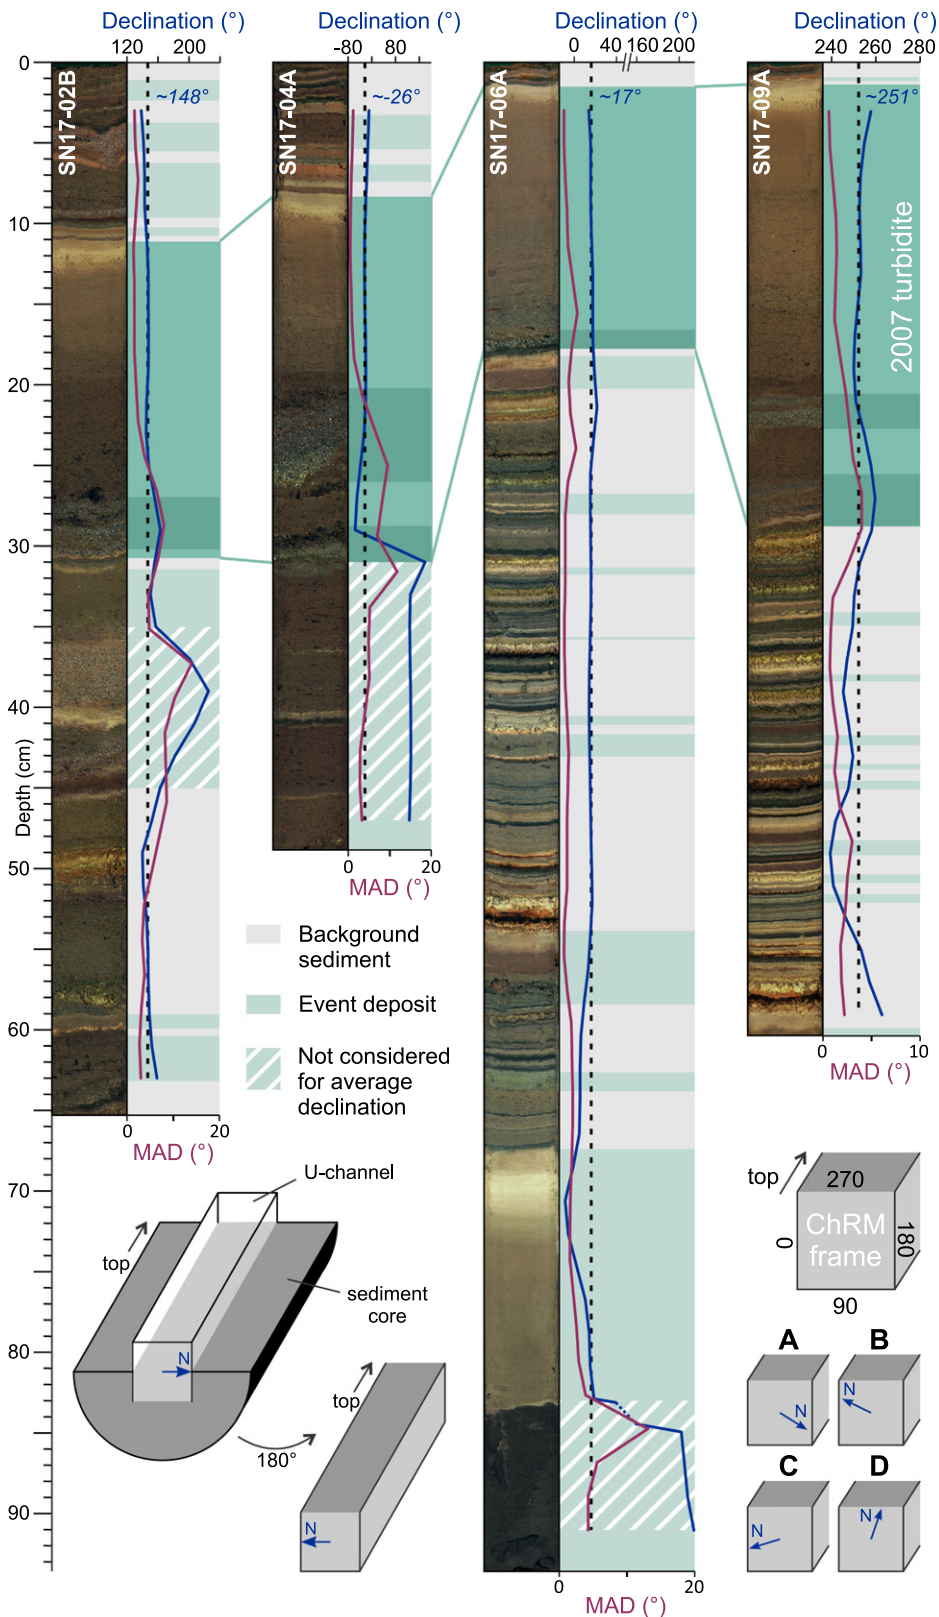 Declination (°)
Declination (°)
Declination (°)
Declination (°)
120
200
-80
80
0
40
160
200
240
260
280
0
10
20
30
40
50
60
70
80
90
Depth (cm)
SN17-02B
~148°
SN17-04A
~-26°
SN17-06A
~17°
SN17-09A
~251°
2007 turbidite
0
20
MAD (°)
0
20
MAD (°)
0
20
MAD (°)
0
10
MAD (°)
Background
sediment
Event deposit
Not considered
for average
declination
U-channel
top
sediment
core
N
180°
top
N
top
270
ChRM
frame
0
180
90
A
B
N
N
C
D
N
N